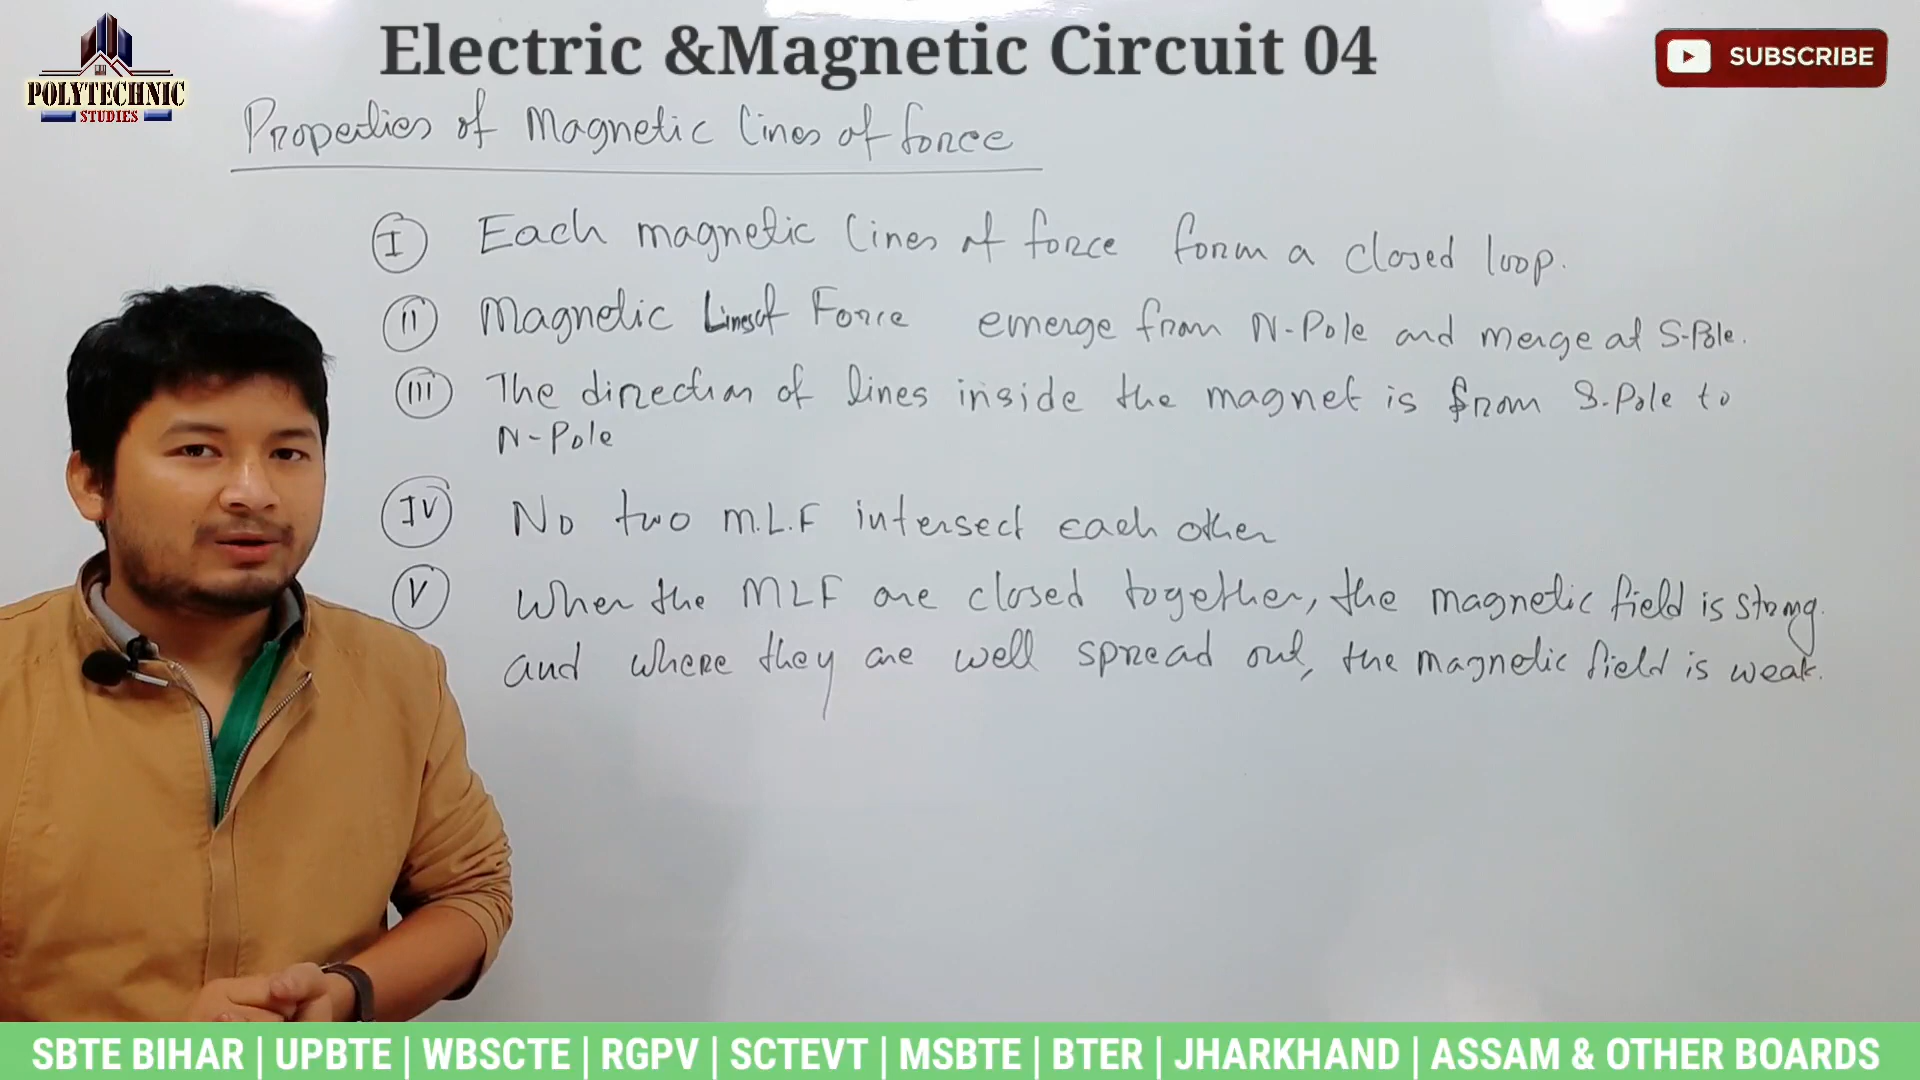 Electric &Magnetic Circuit 04
SUBSCRIBE
POLYTECHNIC
STUDIES
Properties of Magnetic lines of force
I Each magnetic lines of force form a closed loop.
II Magnetic Lines of Force emerge from N-Pole and merge at S-Pole.
III The direction of lines inside the magnet is from S-Pole to
N-Pole
IV No two M.L.F intersect each other
V When the MLF are closed together, the magnetic field is strong.
and where they are well spread out, the magnetic field is weak.
SBTE BIHAR | UPBTE | WBSCTE | RGPV | SCTEVT | MSBTE | BTER | JHARKHAND | ASSAM & OTHER BOARDS